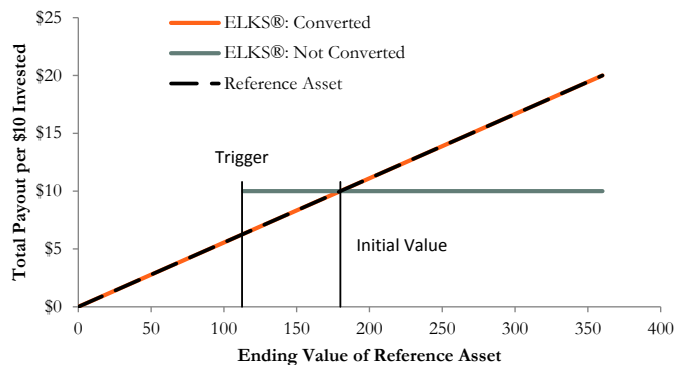 ELKS®: Converted
ELKS®: Not Converted
Reference Asset
Total Payout per $10 Invested
$25
$20
$15
$10
$5
$0
Trigger
Initial Value
0 50 100 150 200 250 300 350 400
Ending Value of Reference Asset